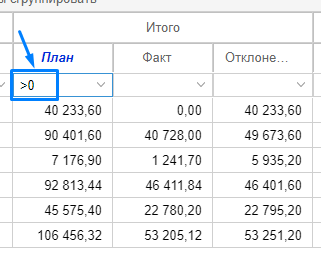 ы сгруппировать
Итого
План Факт Отклоне...
>0
40 233,60 0,00 40 233,60
90 401,60 40 728,00 49 673,60
7 176,90 1 241,70 5 935,20
92 813,44 46 411,84 46 401,60
45 575,40 22 780,20 22 795,20
106 456,32 53 205,12 53 251,20